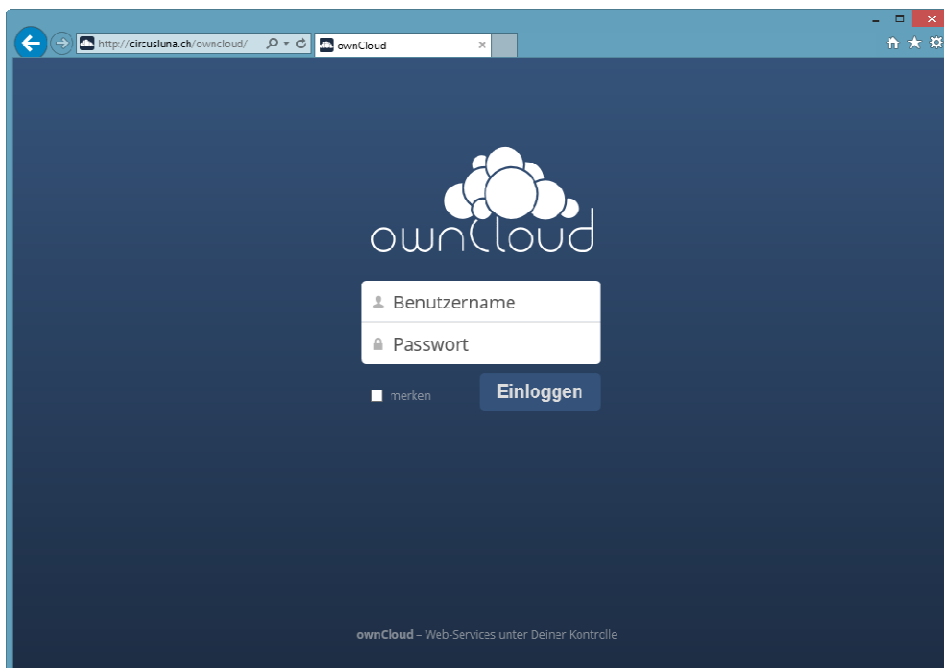 http://circusluna.ch/owncloud/
ownCloud
ownCloud
Benutzername
Passwort
merken
Einloggen
ownCloud – Web-Services unter Deiner Kontrolle